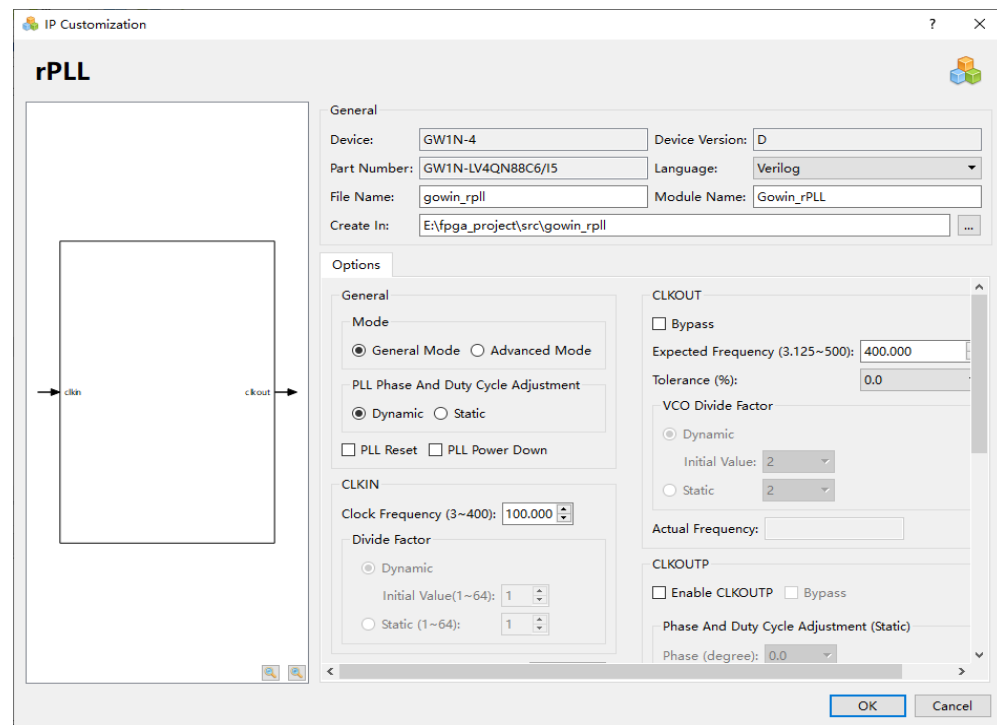 IP Customization
?
rPLL
clkin
clkout
General
Device: GW1N-4 Device Version: D
Part Number: GW1N-LV4QN88C6/I5 Language: Verilog
File Name: gowin_rpll Module Name: Gowin_rPLL
Create In: E:\fpga_project\src\gowin_rpll ...
Options
General
Mode
General Mode Advanced Mode
PLL Phase And Duty Cycle Adjustment
Dynamic Static
PLL Reset PLL Power Down
CLKIN
Clock Frequency (3~400): 100.000
Divide Factor
Dynamic
Initial Value(1~64): 1
Static (1~64): 1
CLKOUT
Bypass
Expected Frequency (3.125~500): 400.000
Tolerance (%): 0.0
VCO Divide Factor
Dynamic
Initial Value: 2
Static 2
Actual Frequency:
CLKOUTP
Enable CLKOUTP Bypass
Phase And Duty Cycle Adjustment (Static)
Phase (degree): 0.0
OK Cancel